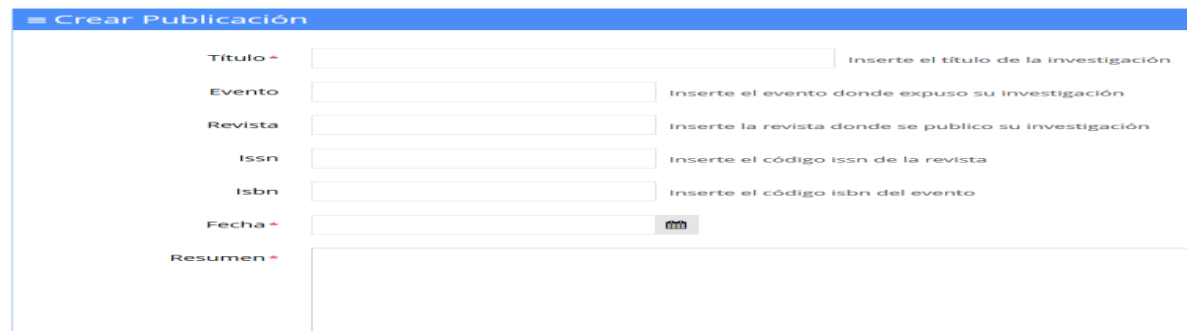 Crear Publicación
Título* Inserte el título de la investigación
Evento Inserte el evento donde expuso su investigación
Revista Inserte la revista donde se publico su investigación
Issn Inserte el código issn de la revista
Isbn Inserte el código isbn del evento
Fecha*
Resumen*